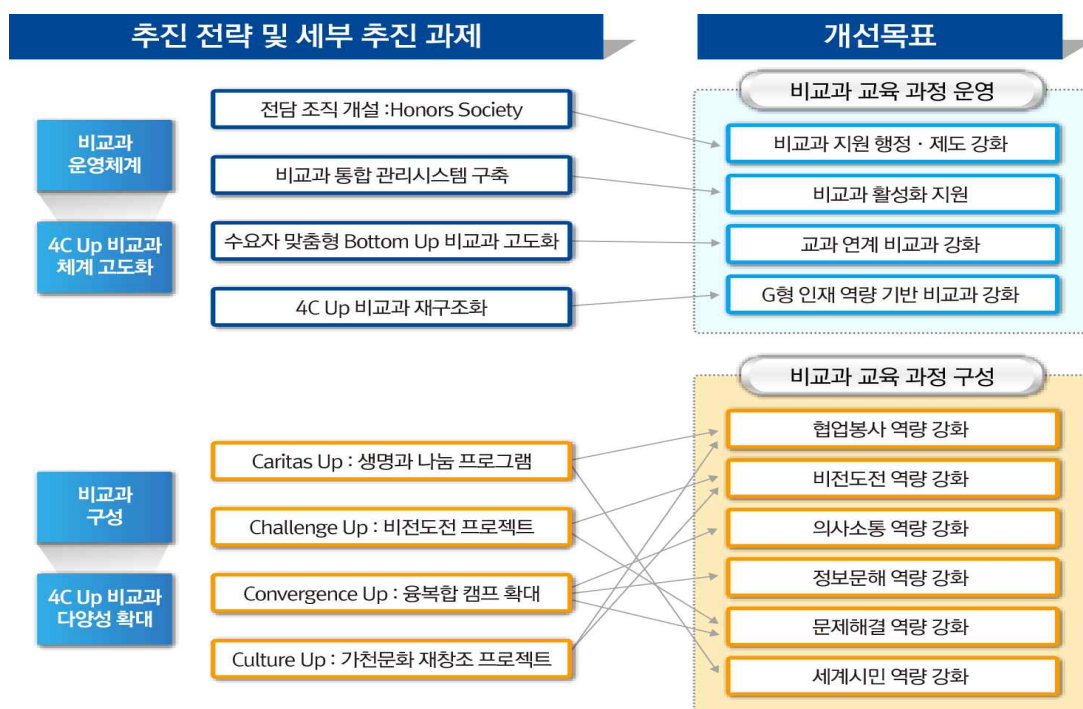 추진 전략 및 세부 추진 과제
개선목표
비교과 교육 과정 운영
비교과
운영체계
4C Up 비교과
체계 고도화
전담 조직 개설 :Honors Society
비교과 통합 관리시스템 구축
수요자 맞춤형 Bottom Up 비교과 고도화
4C Up 비교과 재구조화
비교과 지원 행정 · 제도 강화
비교과 활성화 지원
교과 연계 비교과 강화
G형 인재 역량 기반 비교과 강화
비교과 교육 과정 구성
비교과
구성
4C Up 비교과
다양성 확대
Caritas Up : 생명과 나눔 프로그램
Challenge Up : 비전도전 프로젝트
Convergence Up : 융복합 캠프 확대
Culture Up : 가천문화 재창조 프로젝트
협업봉사 역량 강화
비전도전 역량 강화
의사소통 역량 강화
정보문해 역량 강화
문제해결 역량 강화
세계시민 역량 강화